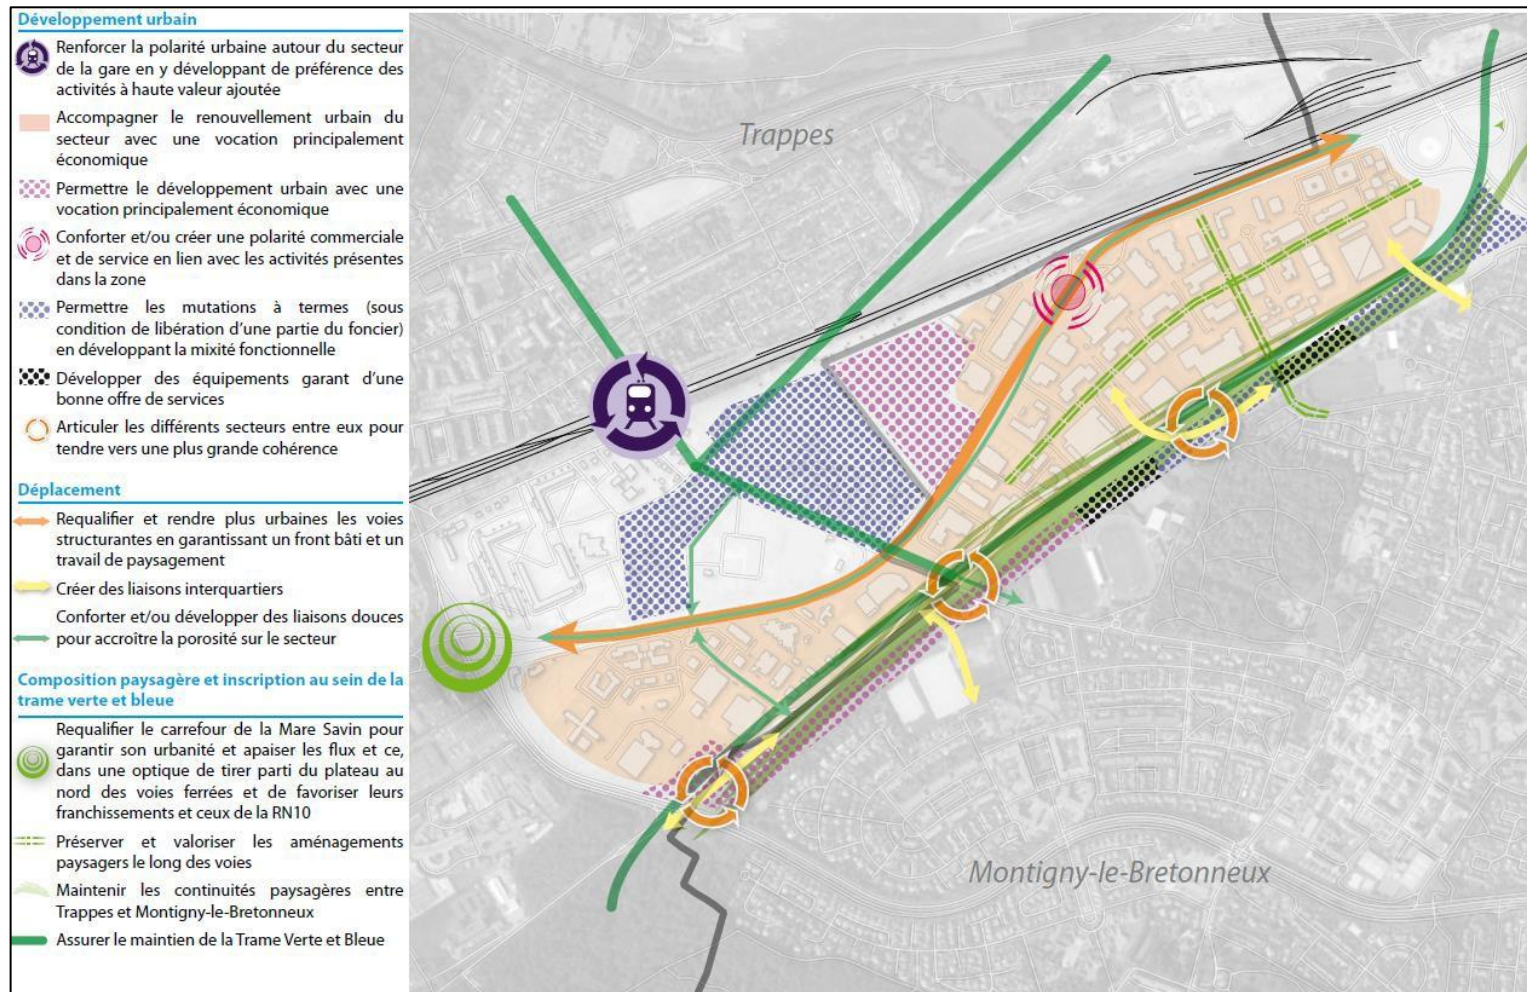 Développement urbain
Renforcer la polarité urbaine autour du secteur
de la gare en y développant de préférence des
activités à haute valeur ajoutée
Accompagner le renouvellement urbain du
secteur avec une vocation principalement
économique
Permettre le développement urbain avec une
vocation principalement économique
Conforter et/ou créer une polarité commerciale
et de service en lien avec les activités présentes
dans la zone
Permettre les mutations à termes (sous
condition de libération d'une partie du foncier)
en développant la mixité fonctionnelle
Développer des équipements garant d'une
bonne offre de services
Articuler les différents secteurs entre eux pour
tendre vers une plus grande cohérence
Déplacement
Requalifier et rendre plus urbaines les voies
structurantes en garantissant un front bâti et un
travail de paysagement
Créer des liaisons interquartiers
Conforter et/ou développer des liaisons douces
pour accroître la porosité sur le secteur
Composition paysagère et inscription au sein de la
trame verte et bleue
Requalifier le carrefour de la Mare Savin pour
garantir son urbanité et apaiser les flux et ce,
dans une optique de tirer parti du plateau au
nord des voies ferrées et de favoriser leurs
franchissements et ceux de la RN10
Préserver et valoriser les aménagements
paysagers le long des voies
Maintenir les continuités paysagères entre
Trappes et Montigny-le-Bretonneux
Assurer le maintien de la Trame Verte et Bleue
Trappes
Montigny-le-Bretonneux